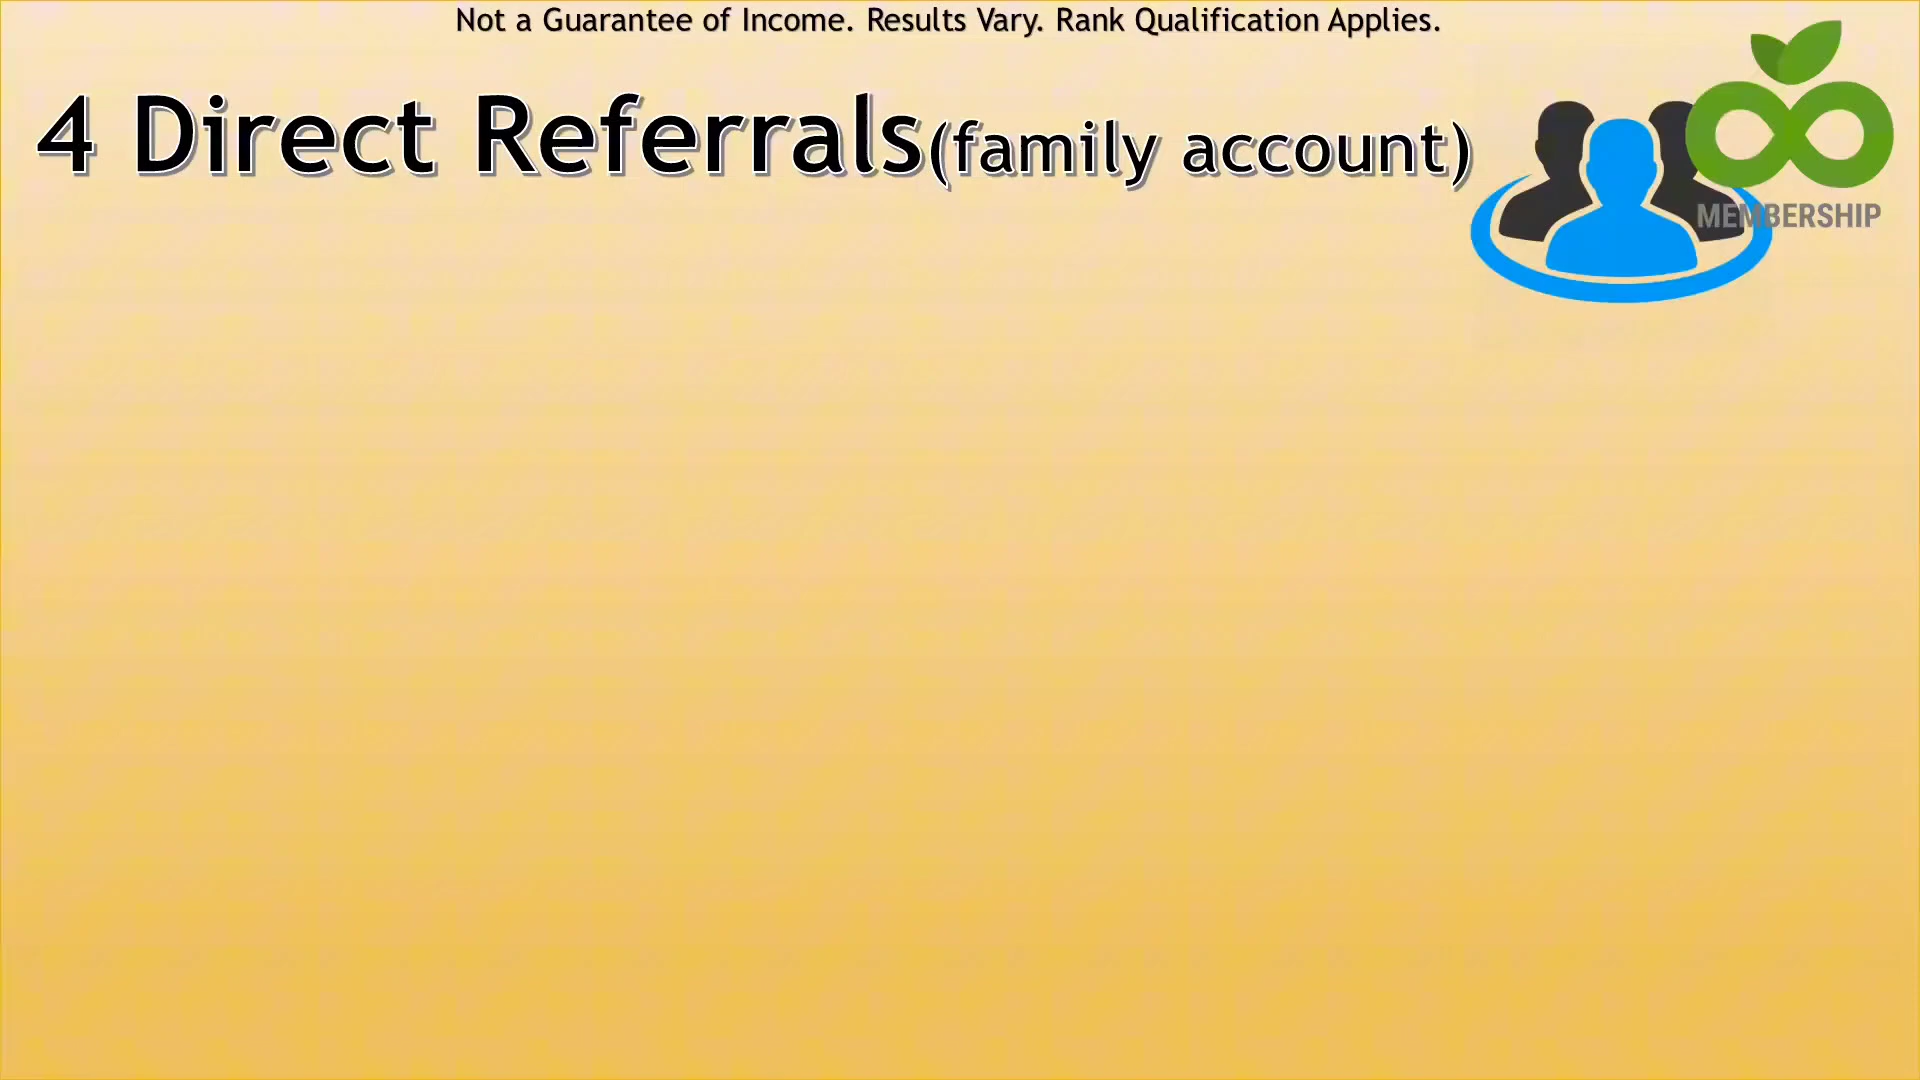 Not a Guarantee of Income. Results Vary. Rank Qualification Applies.
4 Direct Referrals(family account)
MEMBERSHIP